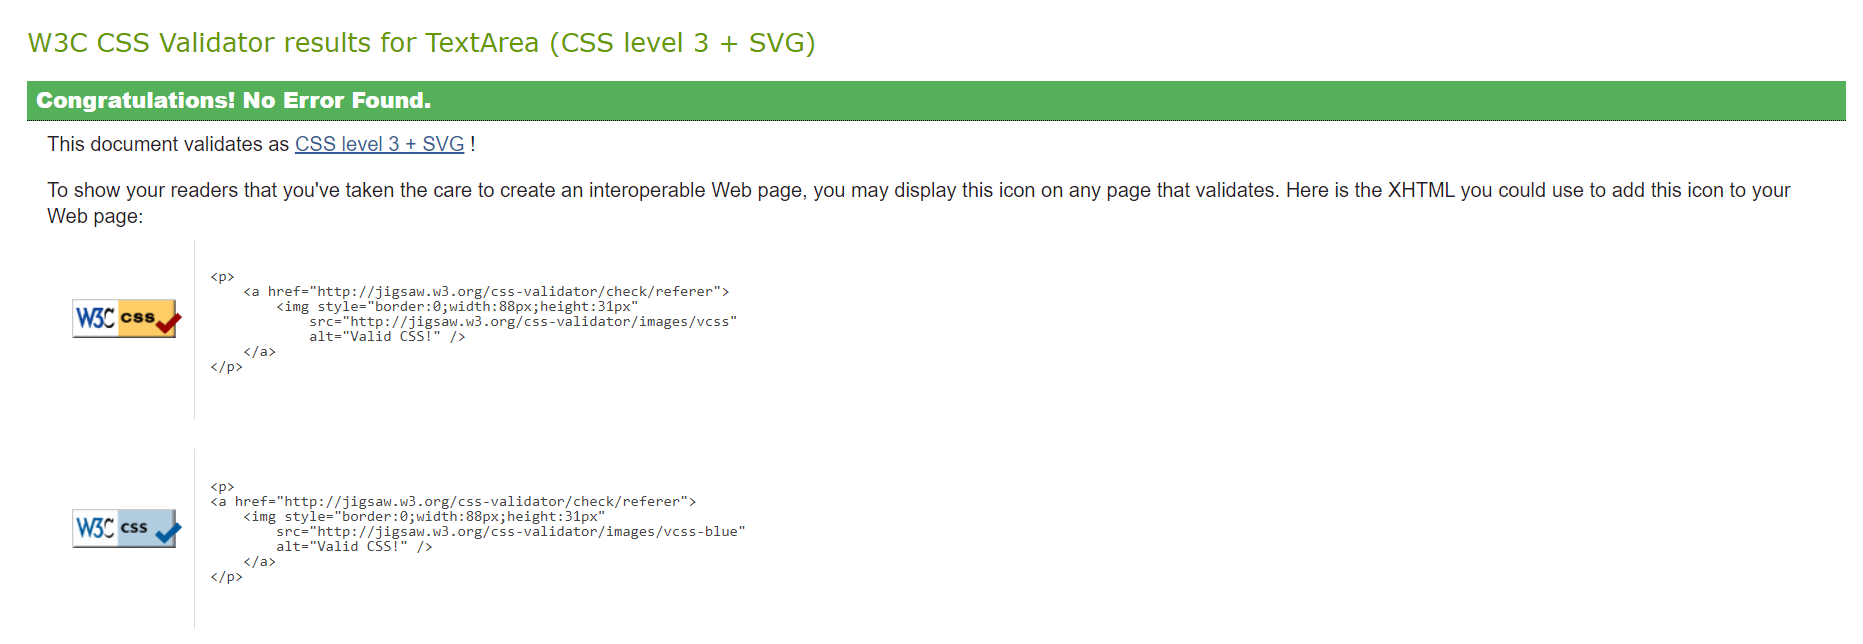 W3C CSS Validator results for TextArea (CSS level 3 + SVG)
Congratulations! No Error Found.
This document validates as CSS level 3 + SVG !
To show your readers that you've taken the care to create an interoperable Web page, you may display this icon on any page that validates. Here is the XHTML you could use to add this icon to your
Web page:
W3C css
<p>
    <a href="http://jigsaw.w3.org/css-validator/check/referer">
        <img style="border:0;width:88px;height:31px"
            src="http://jigsaw.w3.org/css-validator/images/vcss"
            alt="Valid CSS!" />
    </a>
</p>
W3C css
<p>
<a href="http://jigsaw.w3.org/css-validator/check/referer">
    <img style="border:0;width:88px;height:31px"
        src="http://jigsaw.w3.org/css-validator/images/vcss-blue"
        alt="Valid CSS!" />
    </a>
</p>